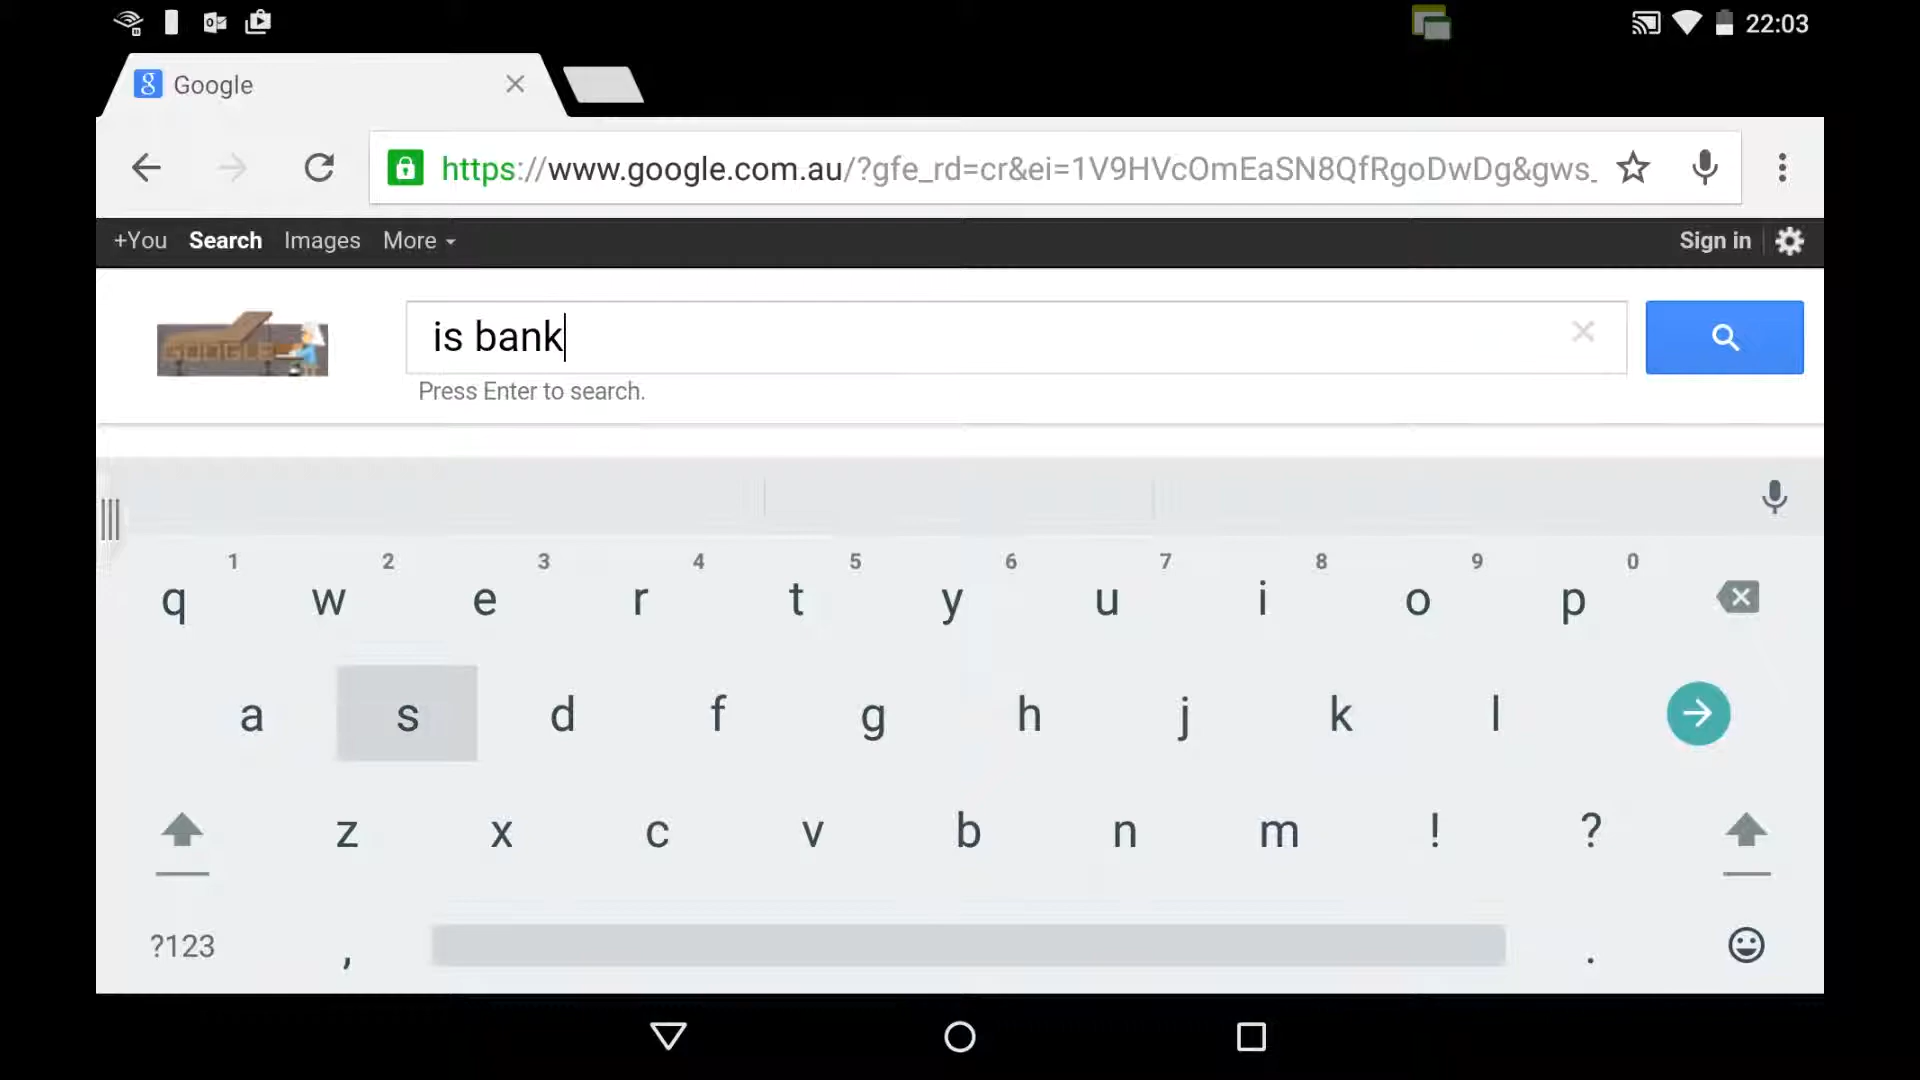 22:03
Google
https://www.google.com.au/?gfe_rd=cr&ei=1V9HVcOmEaSN8QfRgoDwDg&gws_
+You Search Images More Sign in
GOOGLE
is bank
Press Enter to search.
1 2 3 4 5 6 7 8 9 0
q w e r t y u i o p
a s d f g h j k l
z x c v b n m ! ?
?123 , .